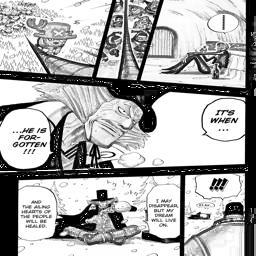 IT'S
WHEN
...
...HE IS
FOR-
GOTTEN
!!!
!!!
I MAY
DISAPPEAR,
BUT MY
DREAM
WILL LIVE
ON.
AND THE
AILING
HEARTS OF
THE PEOPLE
WILL BE
HEALED.